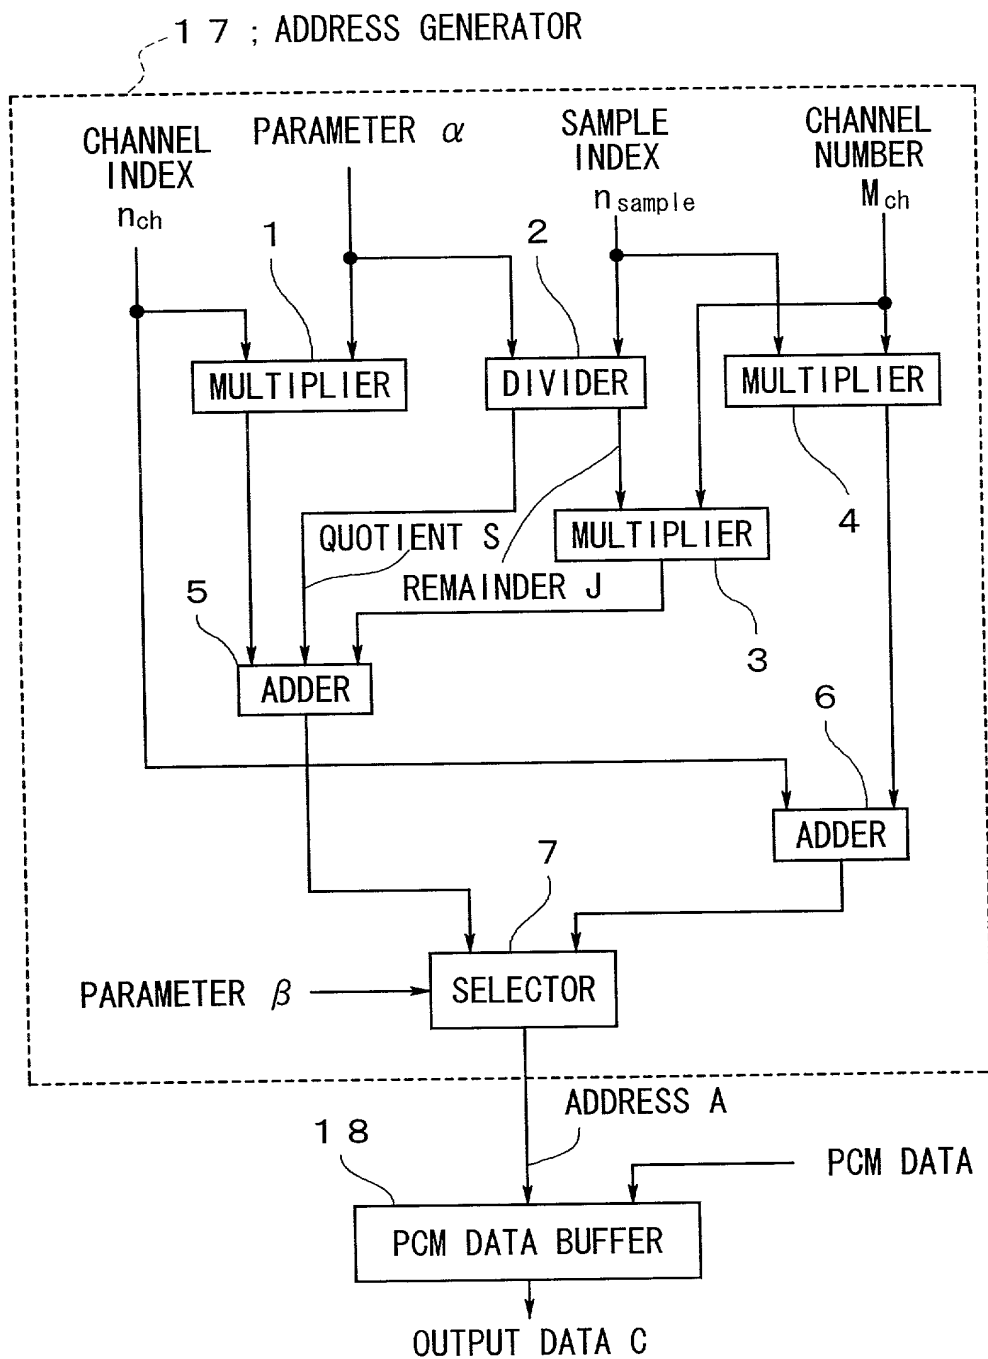 17 ; ADDRESS GENERATOR
CHANNEL
INDEX
nch
PARAMETER α
SAMPLE
INDEX
nsample
CHANNEL
NUMBER
Mch
1
2
MULTIPLIER
DIVIDER
MULTIPLIER
4
QUOTIENT S
MULTIPLIER
REMAINDER J
5
3
ADDER
6
ADDER
7
PARAMETER β
SELECTOR
ADDRESS A
18
PCM DATA
PCM DATA BUFFER
OUTPUT DATA C